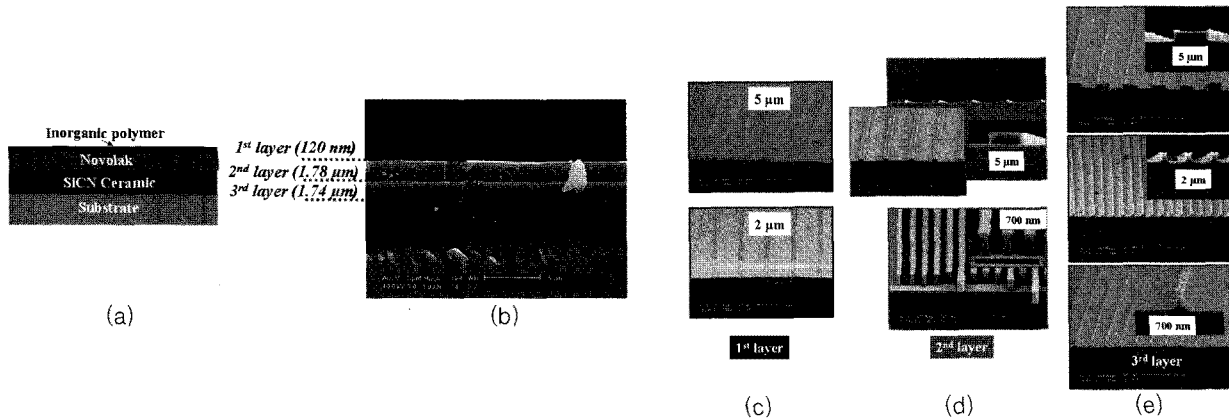 Inorganic polymer
Novolak
SiCN Ceramic
Substrate
(a)
1st layer (120 nm)
2nd layer (1.78 μm)
3rd layer (1.74 μm)
(b)
5 μm
2 μm
1st layer
(c)
5 μm
700 nm
2nd layer
(d)
5 μm
2 μm
700 nm
3rd layer
(e)